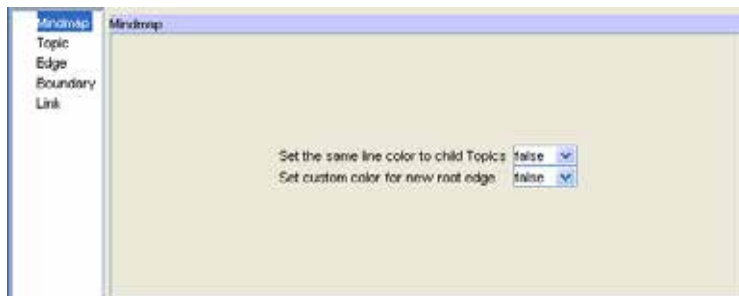 Mindmap
Topic
Edge
Boundary
Link
Mindmap
Set the same line color to child Topics false
Set custom color for new root edge false